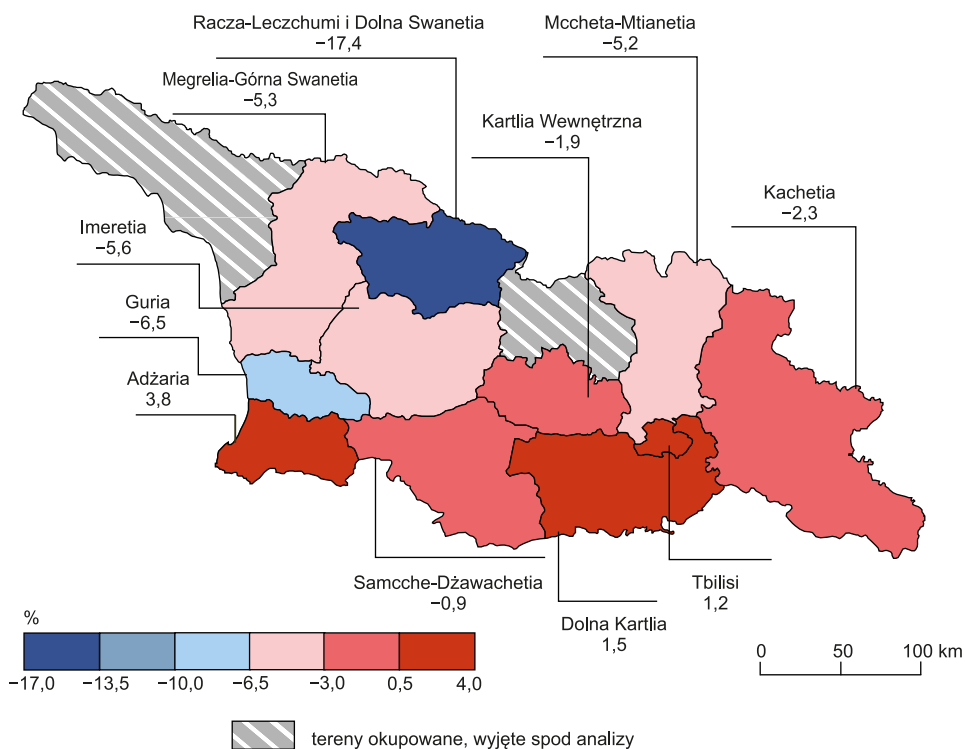 Racza-Leczchumi i Dolna Swanetia
−17,4
Mccheta-Mtianetia
−5,2
Megrelia-Górna Swanetia
−5,3
Kartlia Wewnętrzna
−1,9
Kachetia
−2,3
Imeretia
−5,6
Guria
−6,5
Adżaria
3,8
Samcche-Dżawachetia
−0,9
Tbilisi
1,2
Dolna Kartlia
1,5
%
−17,0 −13,5 −10,0 −6,5 −3,0 0,5 4,0
0 50 100 km
tereny okupowane, wyjęte spod analizy